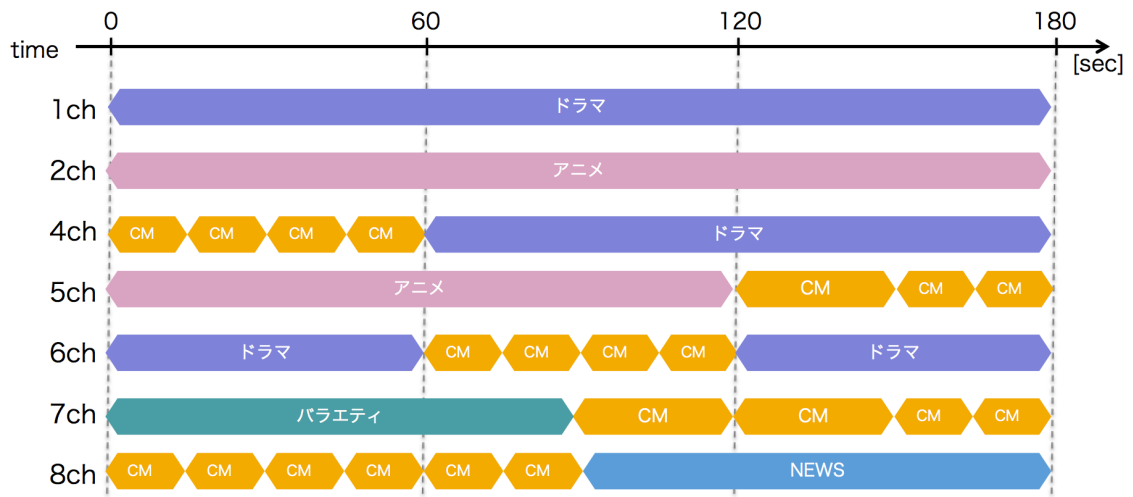 0 60 120 180
time
[sec]
1ch ドラマ
2ch アニメ
4ch CM CM CM CM ドラマ
5ch アニメ CM CM CM
6ch ドラマ CM CM CM CM ドラマ
7ch バラエティ CM CM CM CM
8ch CM CM CM CM CM CM NEWS